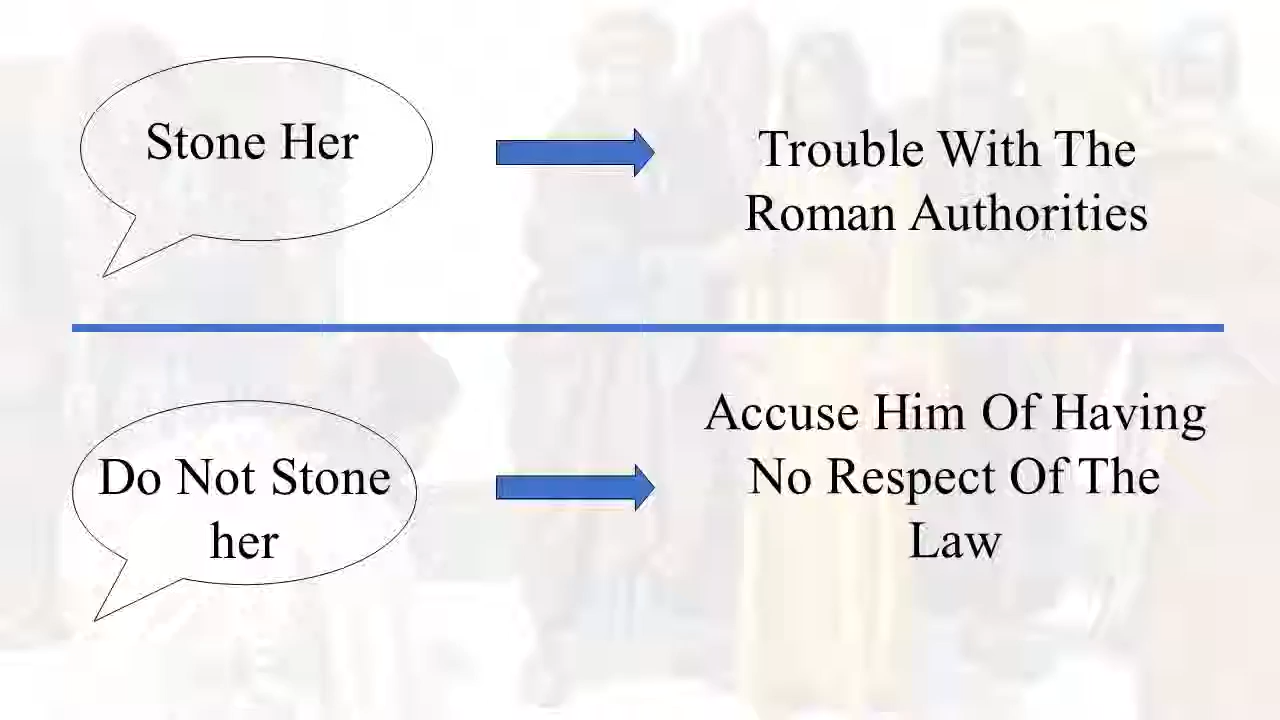 Stone Her
Trouble With The
Roman Authorities
Do Not Stone
her
Accuse Him Of Having
No Respect Of The
Law